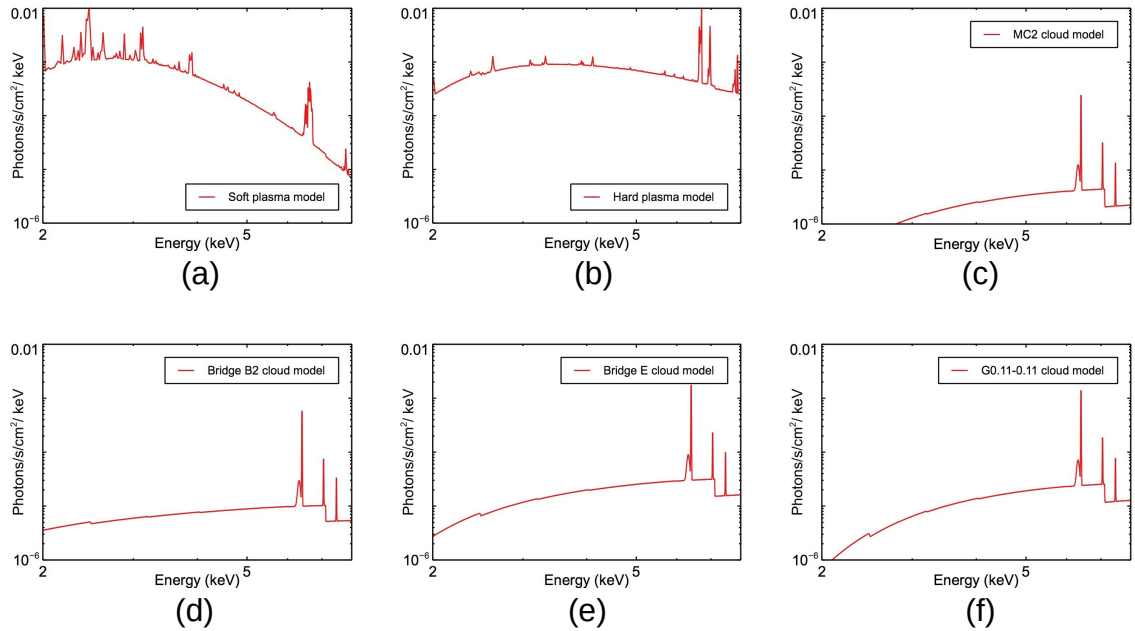 0.01
Photons/s/cm²/ keV
Soft plasma model
10⁻⁶
2
5
Energy (keV)
(a)
0.01
Photons/s/cm²/ keV
Hard plasma model
10⁻⁶
2
5
Energy (keV)
(b)
0.01
Photons/s/cm²/ keV
MC2 cloud model
10⁻⁶
2
5
Energy (keV)
(c)
0.01
Photons/s/cm²/ keV
Bridge B2 cloud model
10⁻⁶
2
5
Energy (keV)
(d)
0.01
Photons/s/cm²/ keV
Bridge E cloud model
10⁻⁶
2
5
Energy (keV)
(e)
0.01
Photons/s/cm²/ keV
G0.11-0.11 cloud model
10⁻⁶
2
5
Energy (keV)
(f)